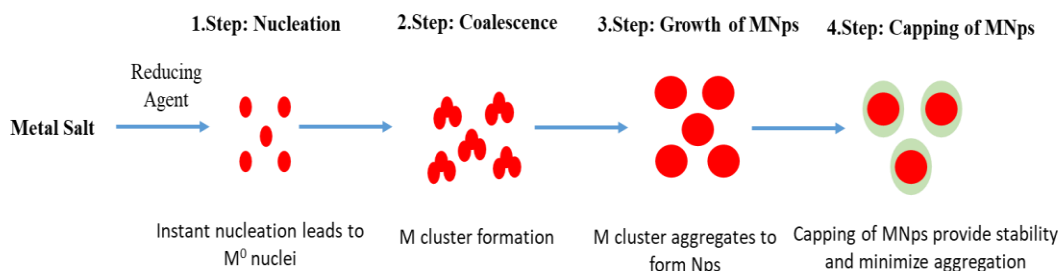 1.Step: Nucleation
2.Step: Coalescence
3.Step: Growth of MNps
4.Step: Capping of MNps
Reducing
Agent
Metal Salt
Instant nucleation leads to
M⁰ nuclei
M cluster formation
M cluster aggregates to
form Nps
Capping of MNps provide stability
and minimize aggregation